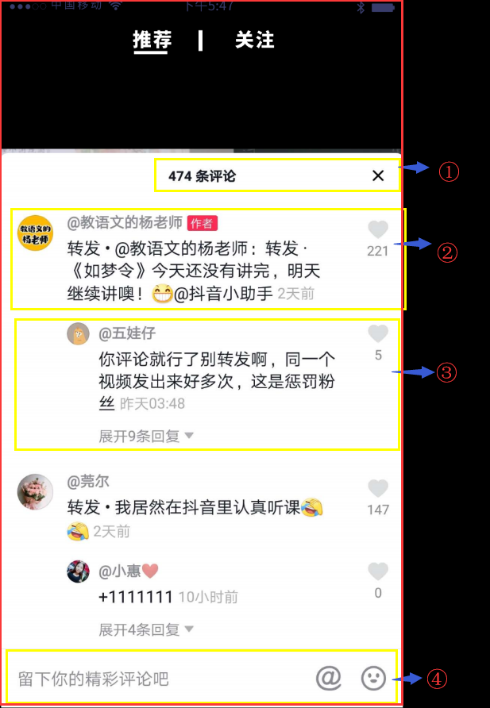 中国移动 下午5:47
推荐 | 关注
474 条评论 ×
①
教语文的
杨老师
@教语文的杨老师 作者
转发·@教语文的杨老师：转发·
《如梦令》今天还没有讲完，明天
继续讲噢！😁@抖音小助手 2天前
221
②
@五娃仔
你评论就行了别转发啊，同一个
视频发出来好多次，这是惩罚粉
丝 昨天03:48
5
③
展开9条回复
@莞尔
转发·我居然在抖音里认真听课🤣
🤣2天前
147
@小惠❤️
+1111111 10小时前
0
展开4条回复
留下你的精彩评论吧 @
④